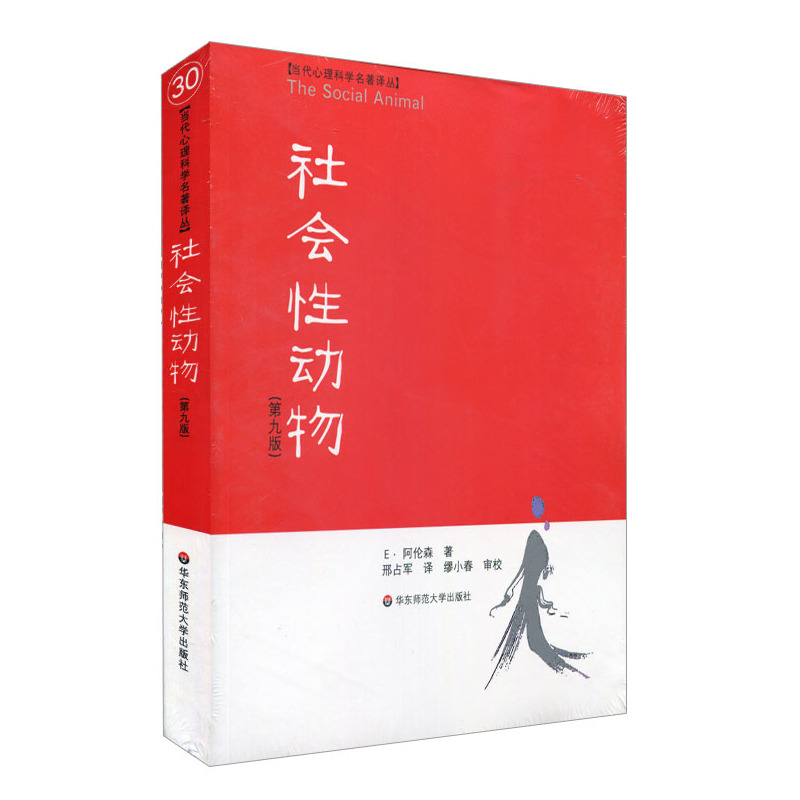 30
【当代心理科学名著译丛】
社会性动物
(第九版)
华东师范大学出版社
【当代心理科学名著译丛】
The Social Animal
社会性动物
(第九版)
E·阿伦森 著
邢占军 译 缪小春 审校
华东师范大学出版社